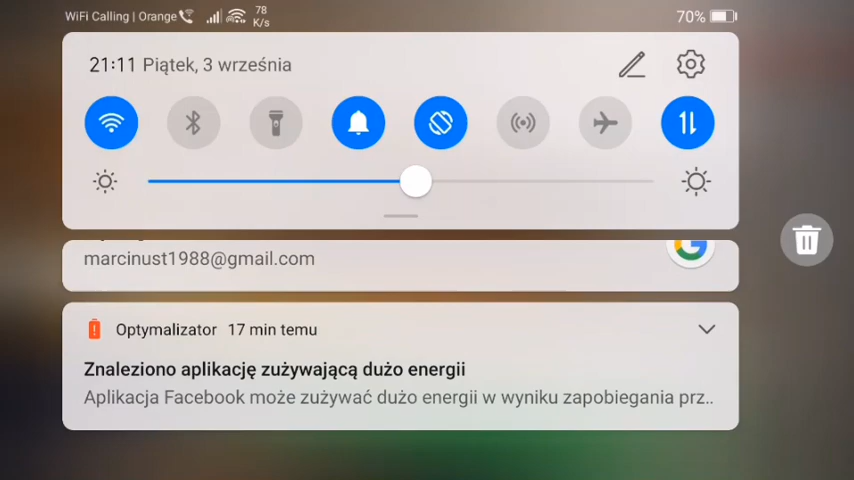 WiFi Calling | Orange 78 70%
K/s
21:11 Piątek, 3 września
marcinust1988@gmail.com
Optymalizator 17 min temu
Znaleziono aplikację zużywającą dużo energii
Aplikacja Facebook może zużywać dużo energii w wyniku zapobiegania prz..